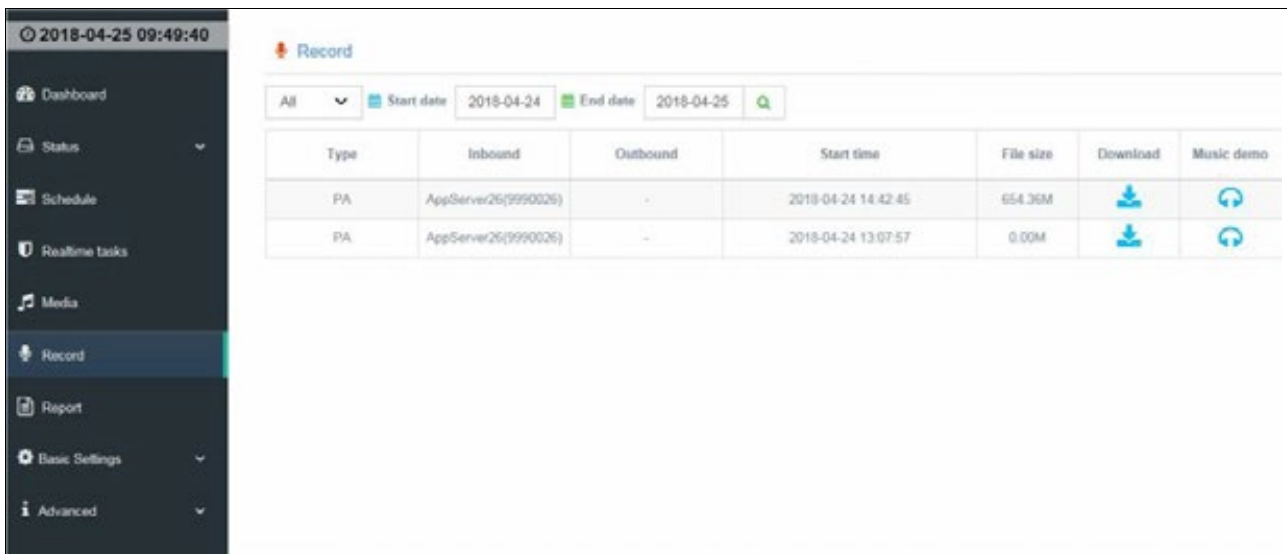 2018-04-25 09:49:40
Dashboard
Status
Schedule
Realtime tasks
Media
Record
Report
Basic Settings
Advanced
Record
All Start date 2018-04-24 End date 2018-04-25
Type Inbound Outbound Start time File size Download Music demo
PA AppServer26(9990026) - 2018-04-24 14:42:45 654.36M
PA AppServer26(9990026) - 2018-04-24 13:07:57 0.00M